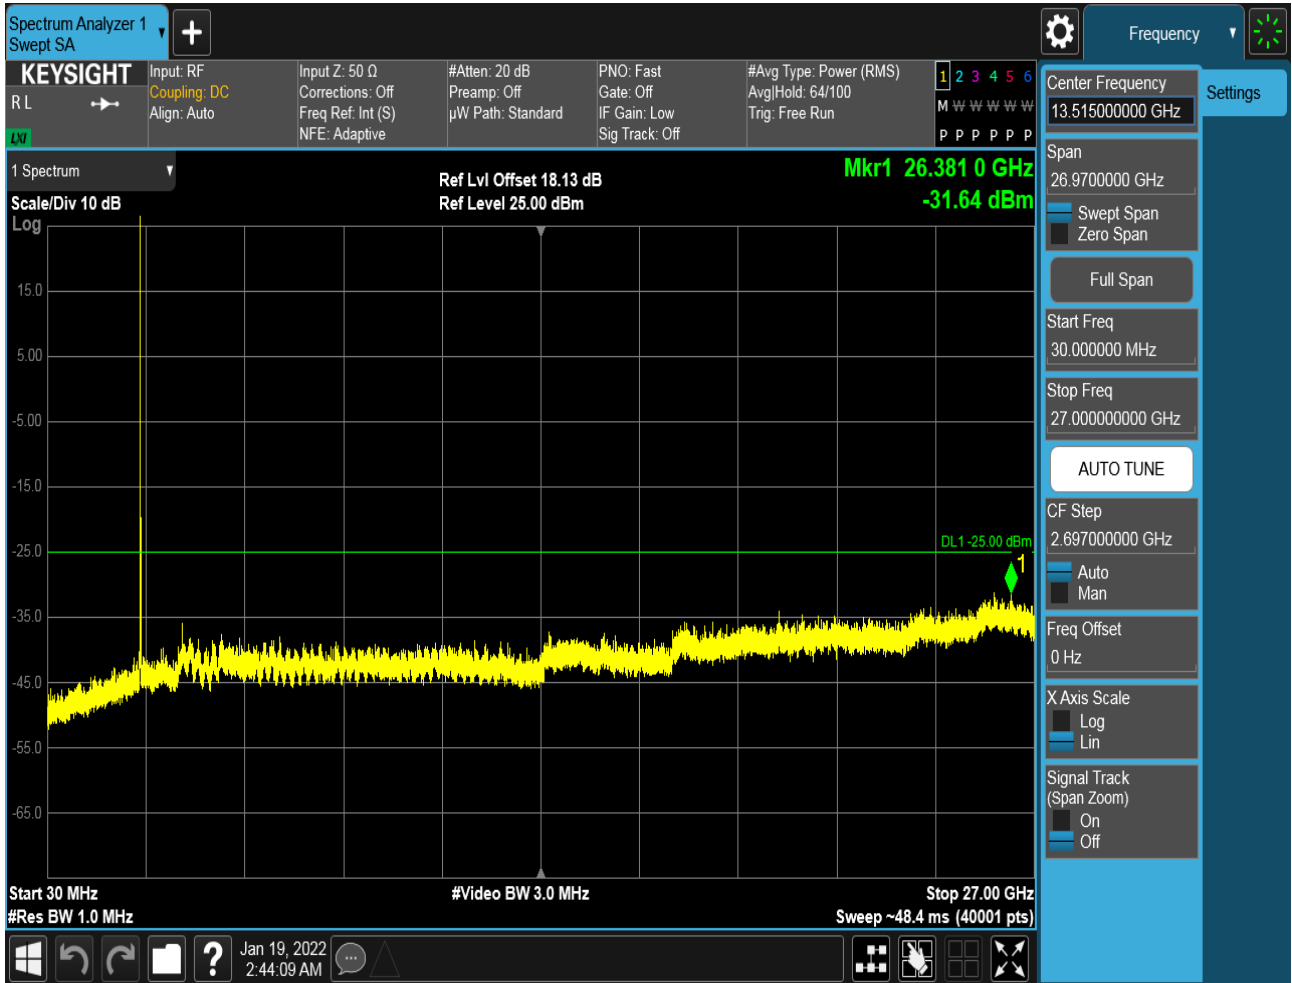 Spectrum Analyzer 1
Swept SA
Frequency
KEYSIGHT
R L
LXI
Input: RF
Coupling: DC
Align: Auto
Input Z: 50 Ω
Corrections: Off
Freq Ref: Int (S)
NFE: Adaptive
#Atten: 20 dB
Preamp: Off
µW Path: Standard
PNO: Fast
Gate: Off
IF Gain: Low
Sig Track: Off
#Avg Type: Power (RMS)
Avg|Hold: 64/100
Trig: Free Run
1 2 3 4 5 6
M W W W W W
P P P P P P
1 Spectrum
Scale/Div 10 dB
Log
Ref Lvl Offset 18.13 dB
Ref Level 25.00 dBm
Mkr1 26.381 0 GHz
-31.64 dBm
15.0
5.00
-5.00
-15.0
-25.0
-35.0
-45.0
-55.0
-65.0
DL1 -25.00 dBm
1
Start 30 MHz
#Res BW 1.0 MHz
#Video BW 3.0 MHz
Stop 27.00 GHz
Sweep ~48.4 ms (40001 pts)
Center Frequency
13.515000000 GHz
Span
26.9700000 GHz
Swept Span
Zero Span
Full Span
Start Freq
30.000000 MHz
Stop Freq
27.000000000 GHz
AUTO TUNE
CF Step
2.697000000 GHz
Auto
Man
Freq Offset
0 Hz
X Axis Scale
Log
Lin
Signal Track
(Span Zoom)
On
Off
Settings
?
Jan 19, 2022
2:44:09 AM